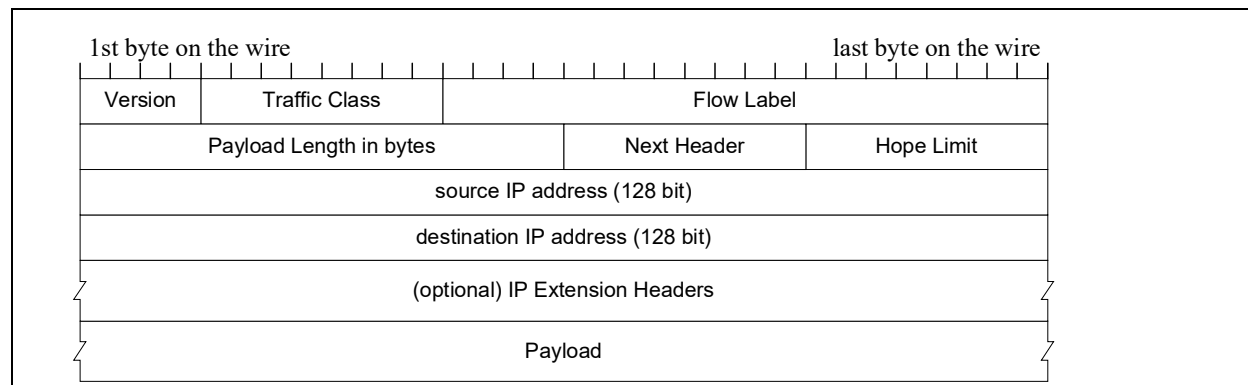 1st byte on the wire last byte on the wire
Version Traffic Class Flow Label
Payload Length in bytes Next Header Hope Limit
source IP address (128 bit)
destination IP address (128 bit)
(optional) IP Extension Headers
Payload